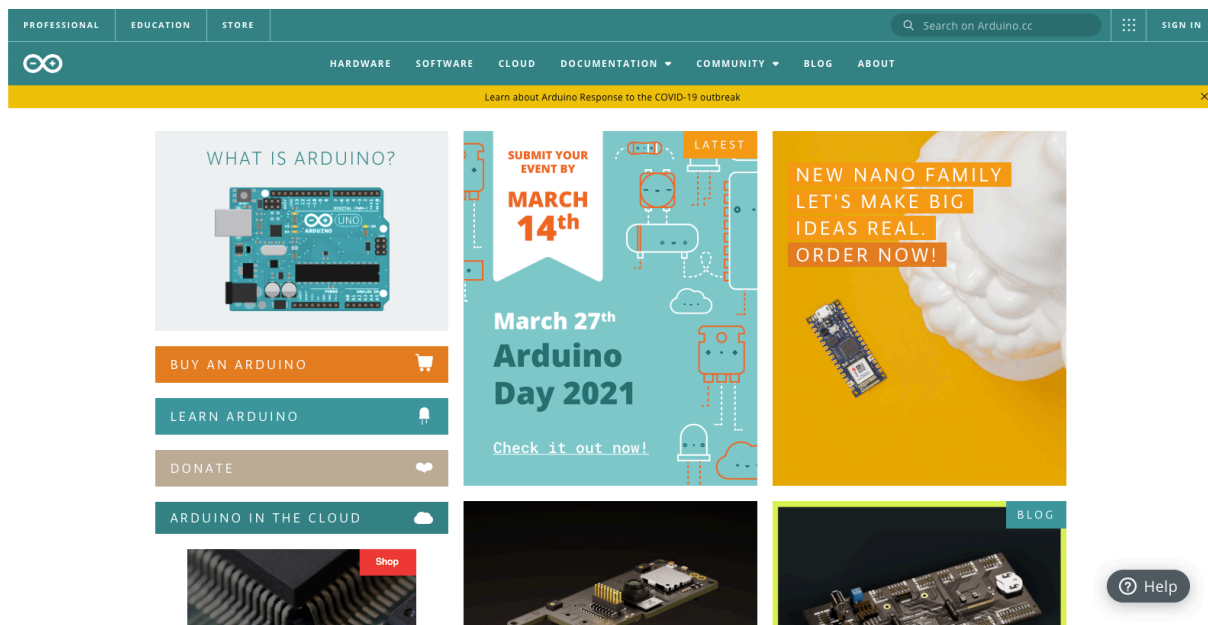 PROFESSIONAL
EDUCATION
STORE
Search on Arduino.cc
SIGN IN
HARDWARE
SOFTWARE
CLOUD
DOCUMENTATION
COMMUNITY
BLOG
ABOUT
Learn about Arduino Response to the COVID-19 outbreak
WHAT IS ARDUINO?
UNO
ARDUINO
BUY AN ARDUINO
LEARN ARDUINO
DONATE
ARDUINO IN THE CLOUD
Shop
LATEST
SUBMIT YOUR
EVENT BY
MARCH
14th
March 27th
Arduino
Day 2021
Check it out now!
NEW NANO FAMILY
LET'S MAKE BIG
IDEAS REAL.
ORDER NOW!
BLOG
Help